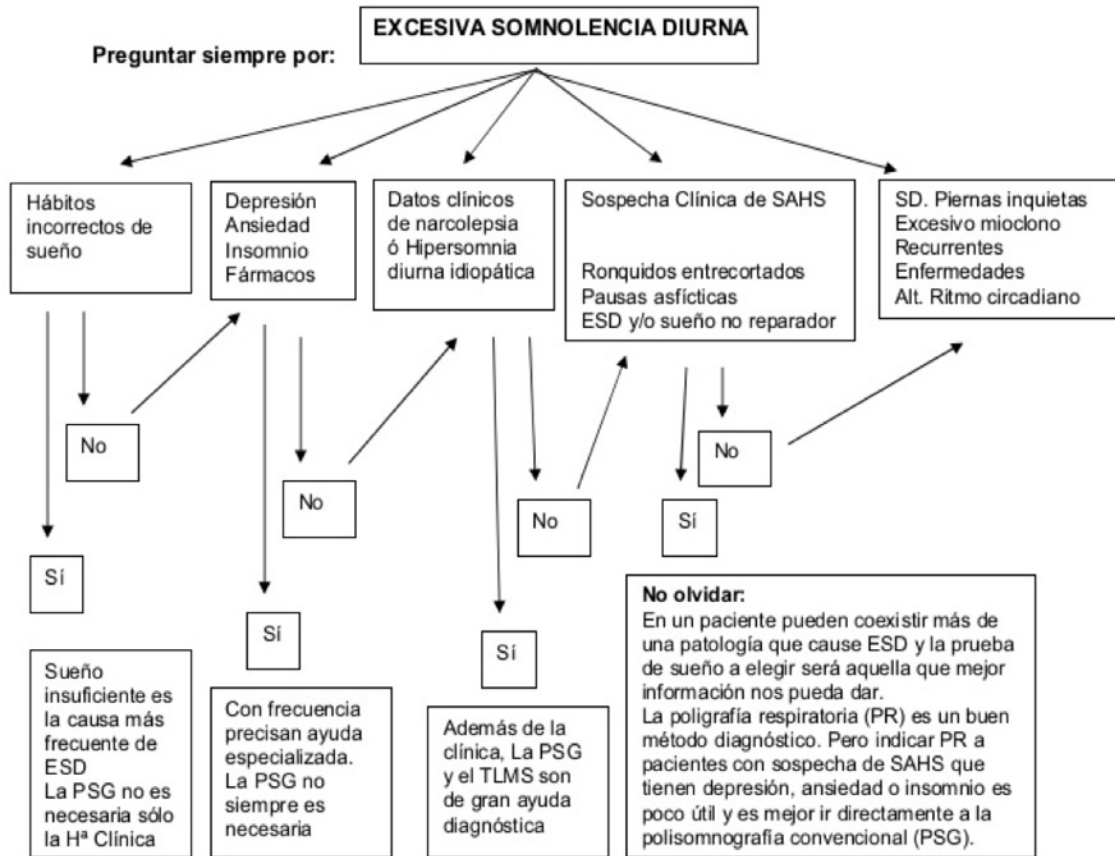 EXCESIVA SOMNOLENCIA DIURNA
Preguntar siempre por:
Hábitos
incorrectos de
sueño
Depresión
Ansiedad
Insomnio
Fármacos
Datos clínicos
de narcolepsia
ó Hipersomnia
diurna idiopática
Sospecha Clínica de SAHS
Ronquidos entrecortados
Pausas asfícticas
ESD y/o sueño no reparador
SD. Piernas inquietas
Excesivo mioclono
Recurrentes
Enfermedades
Alt. Ritmo circadiano
No
No
No
No
Sí
Sí
Sí
Sí
Sueño
insuficiente es
la causa más
frecuente de
ESD
La PSG no es
necesaria sólo
la Hª Clínica
Con frecuencia
precisan ayuda
especializada.
La PSG no
siempre es
necesaria
Además de la
clínica, La PSG
y el TLMS son
de gran ayuda
diagnóstica
No olvidar:
En un paciente pueden coexistir más de
una patología que cause ESD y la prueba
de sueño a elegir será aquella que mejor
información nos pueda dar.
La poligrafía respiratoria (PR) es un buen
método diagnóstico. Pero indicar PR a
pacientes con sospecha de SAHS que
tienen depresión, ansiedad o insomnio es
poco útil y es mejor ir directamente a la
polisomnografía convencional (PSG).